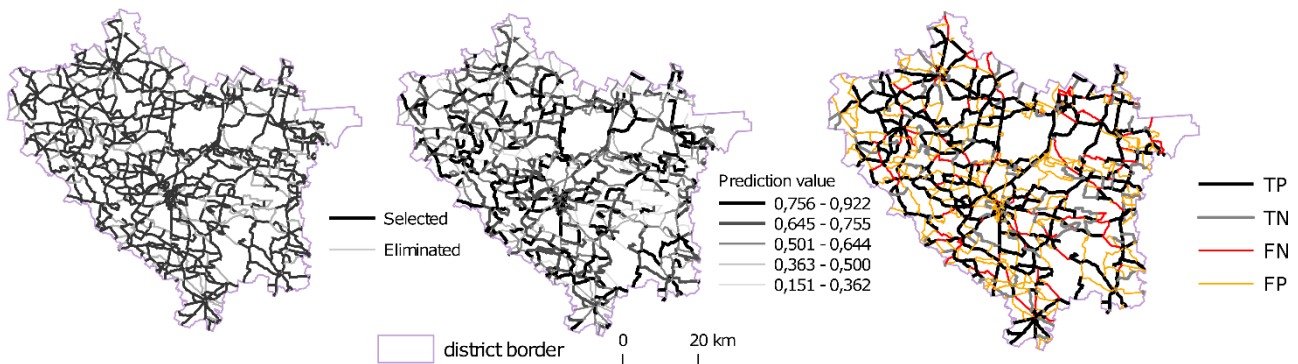 Selected
Eliminated
Prediction value
0,756 - 0,922
0,645 - 0,755
0,501 - 0,644
0,363 - 0,500
0,151 - 0,362
TP
TN
FN
FP
district border
0 20 km